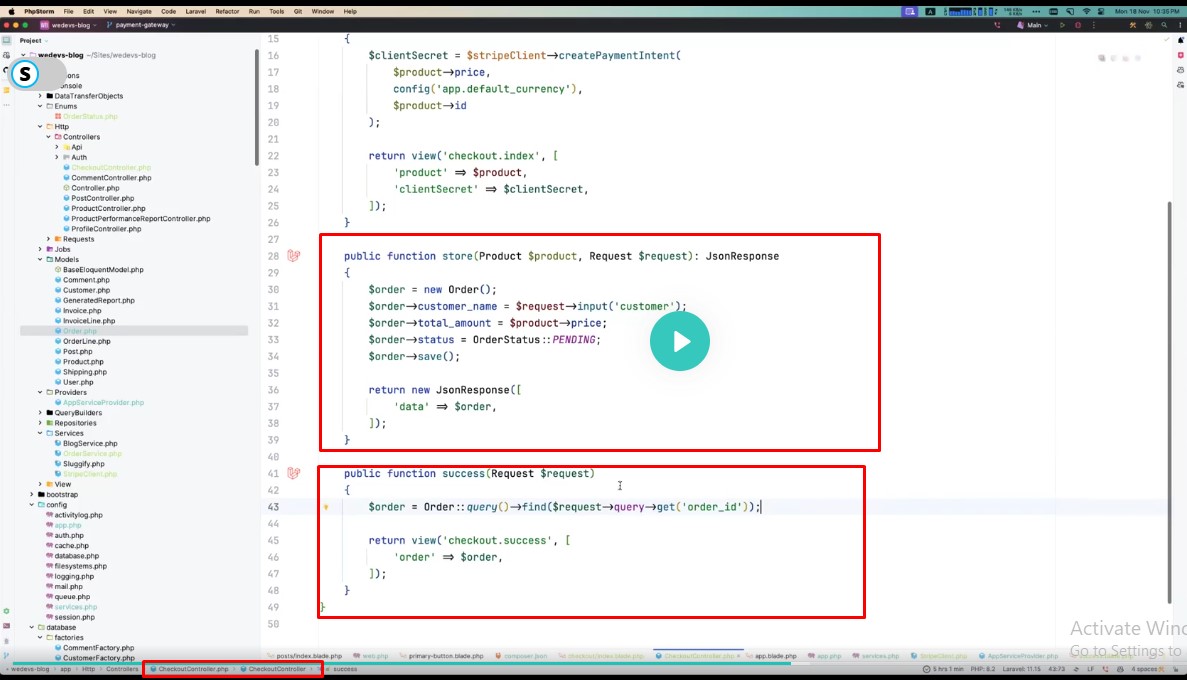 PhpStorm File Edit View Navigate Code Laravel Refactor Run Tools Git Window Help
Mon 18 Nov 10:35 PM
wedevs-blog payment-gateway
Main
Project
wedevs-blog ~/Sites/wedevs-blog
S
DataTransferObjects
Enums
OrderStatus.php
Http
Controllers
Api
Auth
CheckoutController.php
CommentController.php
Controller.php
PostController.php
ProductController.php
ProductPerformanceReportController.php
ProfileController.php
Requests
Jobs
Models
BaseEloquentModel.php
Comment.php
Customer.php
GeneratedReport.php
Invoice.php
InvoiceLine.php
Order.php
OrderLine.php
Post.php
Product.php
Shipping.php
User.php
Providers
AppServiceProvider.php
QueryBuilders
Repositories
Services
BlogService.php
OrderService.php
Sluggify.php
StripeClient.php
View
bootstrap
config
activitylog.php
app.php
auth.php
cache.php
database.php
filesystems.php
logging.php
mail.php
queue.php
services.php
session.php
database
factories
CommentFactory.php
CustomerFactory.php
15 {
16 $clientSecret = $stripeClient→createPaymentIntent(
17 $product→price,
18 config('app.default_currency'),
19 $product→id
20 );
21
22 return view('checkout.index', [
23 'product' ⇒ $product,
24 'clientSecret' ⇒ $clientSecret,
25 ]);
26 }
27
28 public function store(Product $product, Request $request): JsonResponse
29 {
30 $order = new Order();
31 $order→customer_name = $request→input('customer');
32 $order→total_amount = $product→price;
33 $order→status = OrderStatus::PENDING;
34 $order→save();
35
36 return new JsonResponse([
37 'data' ⇒ $order,
38 ]);
39 }
40
41 public function success(Request $request)
42 {
43 $order = Order::query()→find($request→query→get('order_id'));
44
45 return view('checkout.success', [
46 'order' ⇒ $order,
47 ]);
48 }
49 }
50
posts/index.blade.php web.php primary-button.blade.php composer.json checkout/index.blade.php CheckoutController.php app.blade.php app.php services.php StripeClient.php AppServiceProvider.php
wedevs-blog > app > Http > Controllers > CheckoutController.php > CheckoutController > success
5 hrs 1 min PHP: 8.2 Laravel: 11.15 43:73 LF 4 spaces
Activate Wind
Go to Settings to